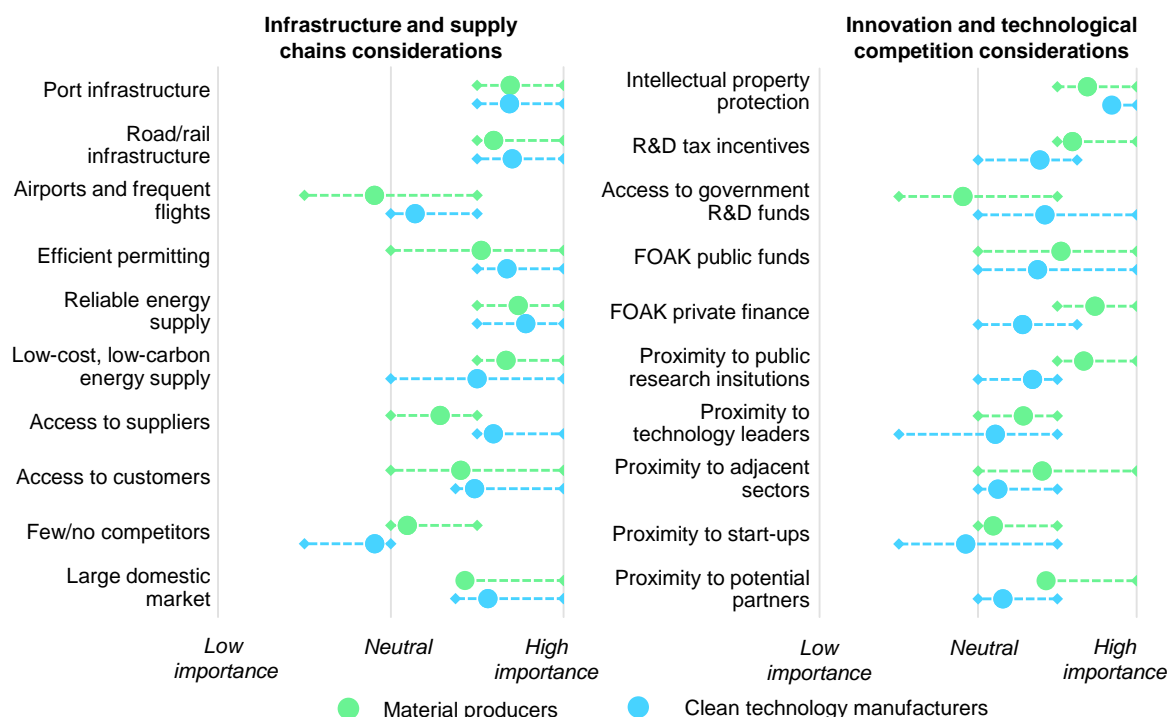 Infrastructure and supply
chains considerations
Port infrastructure
Road/rail
infrastructure
Airports and frequent
flights
Efficient permitting
Reliable energy
supply
Low-cost, low-carbon
energy supply
Access to suppliers
Access to customers
Few/no competitors
Large domestic
market
Low
importance
Neutral
High
importance
Innovation and technological
competition considerations
Intellectual property
protection
R&D tax incentives
Access to government
R&D funds
FOAK public funds
FOAK private finance
Proximity to public
research insitutions
Proximity to
technology leaders
Proximity to adjacent
sectors
Proximity to start-ups
Proximity to potential
partners
Low
importance
Neutral
High
importance
Material producers
Clean technology manufacturers